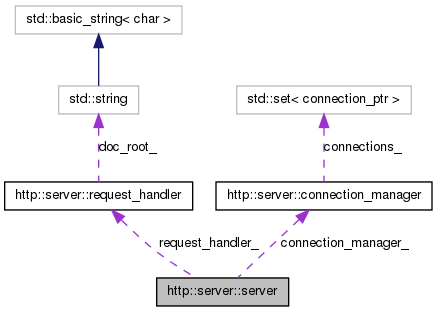 std::basic_string< char >
std::string
std::set< connection_ptr >
doc_root_
connections_
http::server::request_handler
http::server::connection_manager
request_handler_
connection_manager_
http::server::server